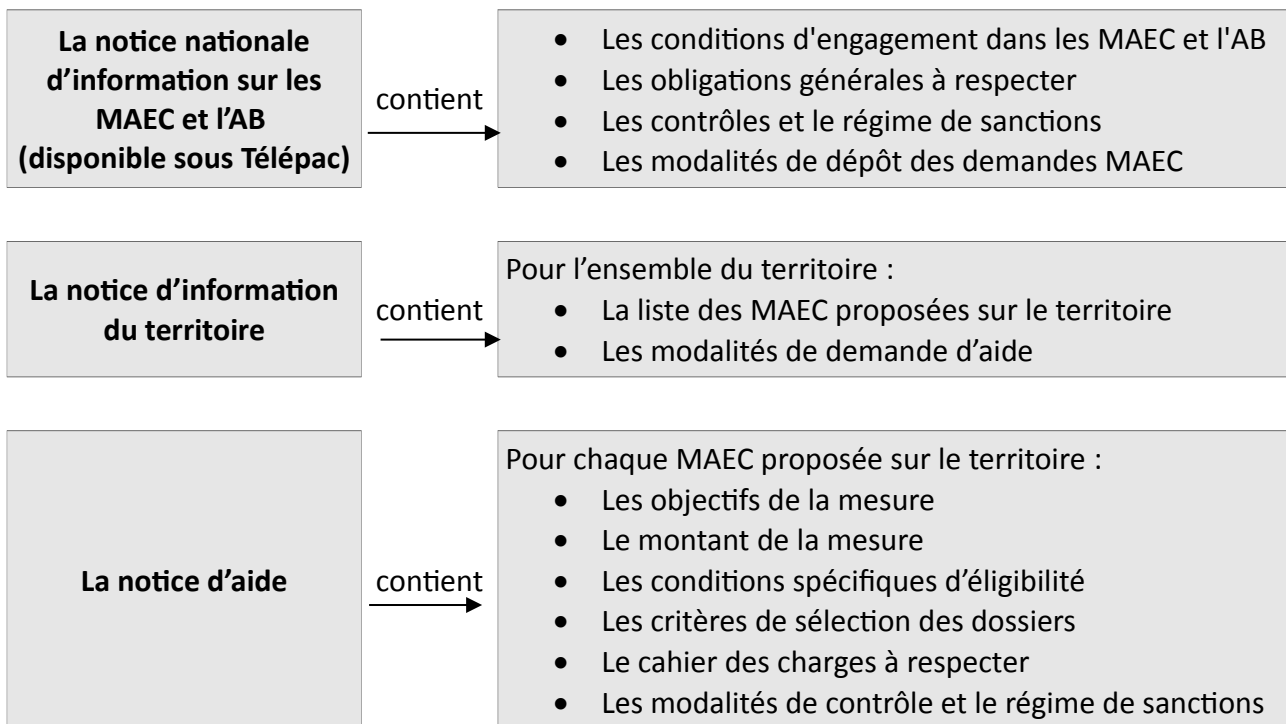 La notice nationale
d’information sur les
MAEC et l’AB
(disponible sous Télépac)
contient
• Les conditions d'engagement dans les MAEC et l'AB
• Les obligations générales à respecter
• Les contrôles et le régime de sanctions
• Les modalités de dépôt des demandes MAEC
La notice d’information
du territoire
contient
Pour l’ensemble du territoire :
• La liste des MAEC proposées sur le territoire
• Les modalités de demande d’aide
La notice d’aide
contient
Pour chaque MAEC proposée sur le territoire :
• Les objectifs de la mesure
• Le montant de la mesure
• Les conditions spécifiques d’éligibilité
• Les critères de sélection des dossiers
• Le cahier des charges à respecter
• Les modalités de contrôle et le régime de sanctions